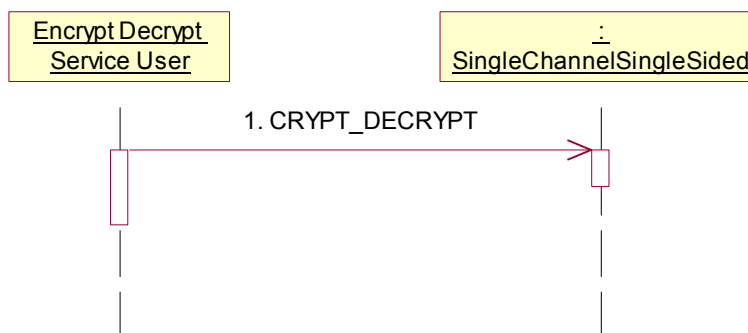 Encrypt Decrypt
Service User
:
SingleChannelSingleSided
1. CRYPT_DECRYPT